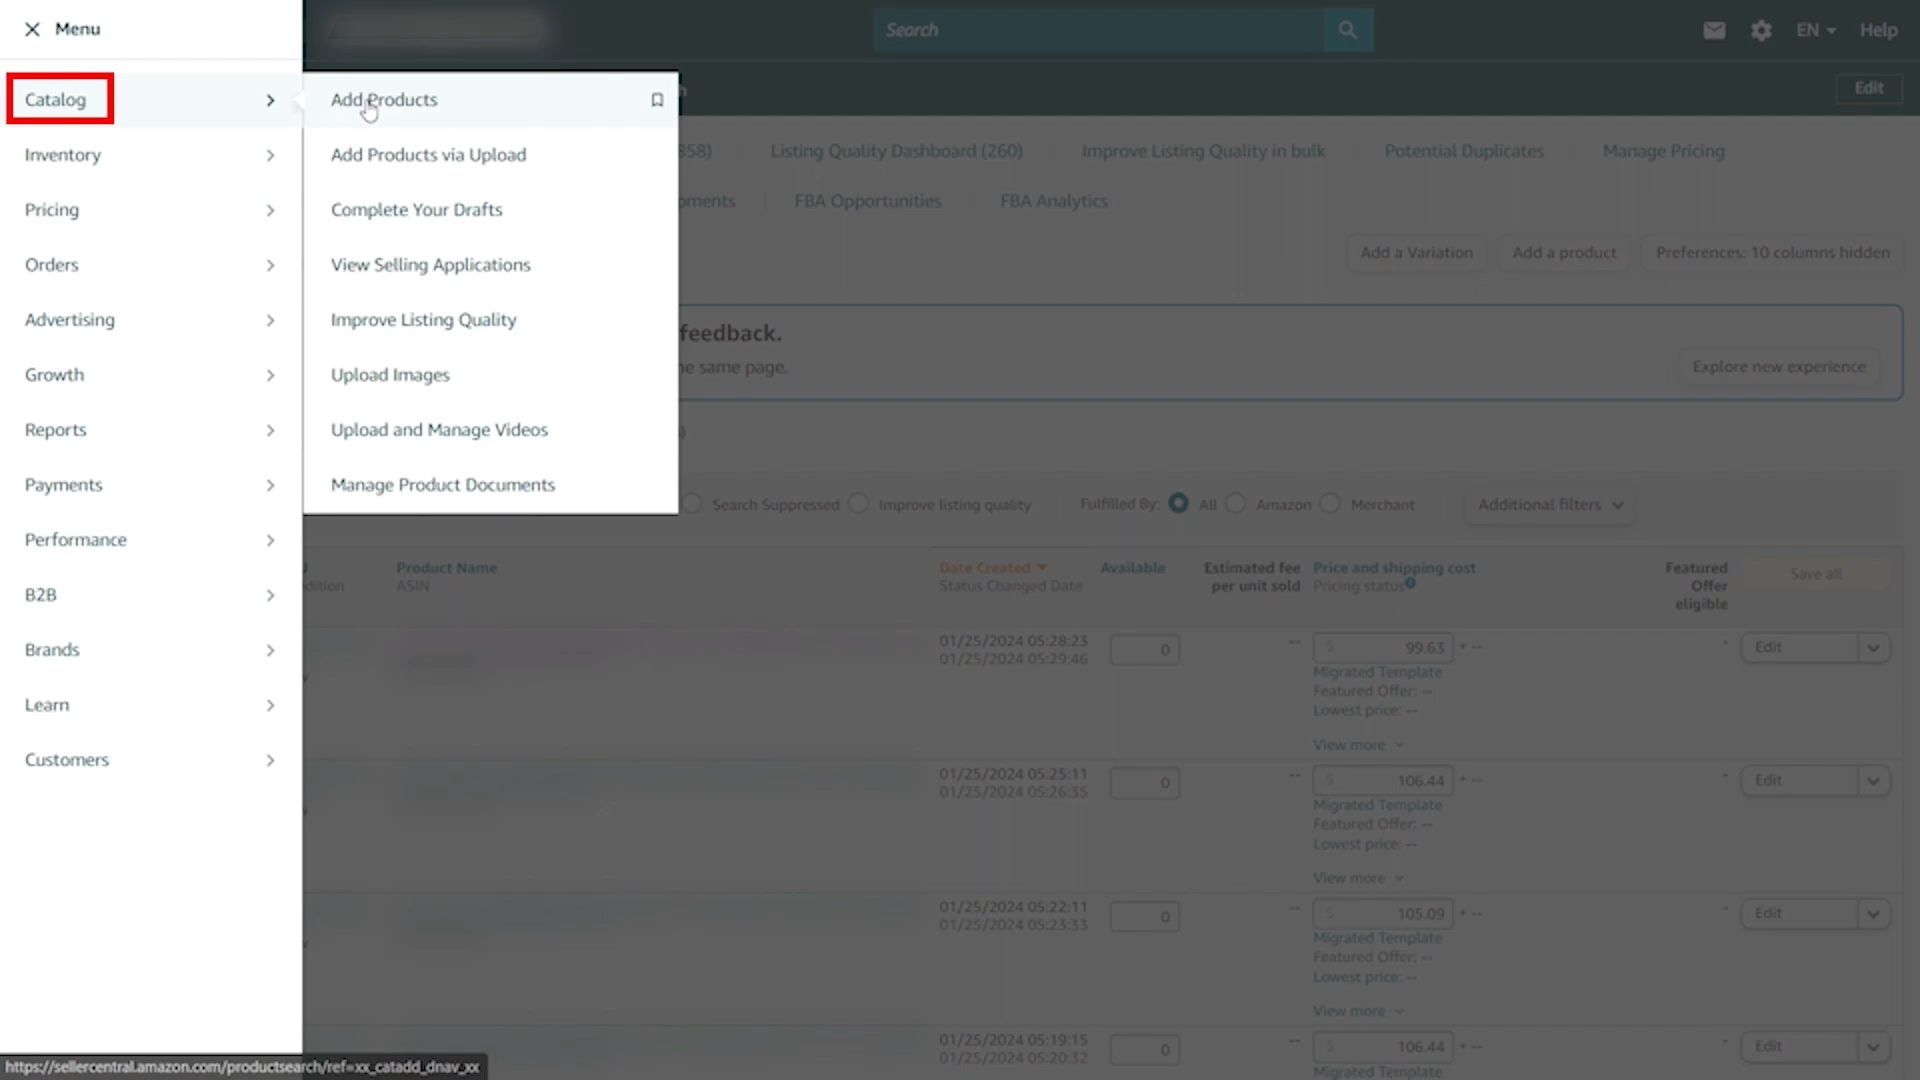 Menu
Search
EN
Help
Catalog
Add Products
Edit
Inventory
Add Products via Upload
358)
Listing Quality Dashboard (260)
Improve Listing Quality in bulk
Potential Duplicates
Manage Pricing
Pricing
Complete Your Drafts
FBA Opportunities
FBA Analytics
Orders
View Selling Applications
Add a Variation
Add a product
Preferences: 10 columns hidden
Advertising
Improve Listing Quality
feedback.
Growth
Upload Images
same page.
Explore new experience
Reports
Upload and Manage Videos
Payments
Manage Product Documents
Search Suppressed
Improve listing quality
Fulfilled By:
All
Amazon
Merchant
Additional filters
Performance
Product Name
ASIN
Date Created
Status Changed Date
Available
Estimated fee
per unit sold
Price and shipping cost
Pricing status
Featured
Offer
eligible
Save all
B2B
Brands
01/25/2024 05:28:23
01/25/2024 05:29:46
0
--
$ 99.63 + --
Migrated Template
Featured Offer: --
Lowest price: --
View more
-
Edit
Learn
Customers
01/25/2024 05:25:11
01/25/2024 05:26:35
0
--
$ 106.44 + --
Migrated Template
Featured Offer: --
Lowest price: --
View more
-
Edit
01/25/2024 05:22:11
01/25/2024 05:23:33
0
--
$ 105.09 + --
Migrated Template
Featured Offer: --
Lowest price: --
View more
-
Edit
01/25/2024 05:19:15
01/25/2024 05:20:32
0
--
$ 106.44 + --
Migrated Template
-
Edit
https://sellercentral.amazon.com/productsearch/ref=xx_catadd_dnav_xx